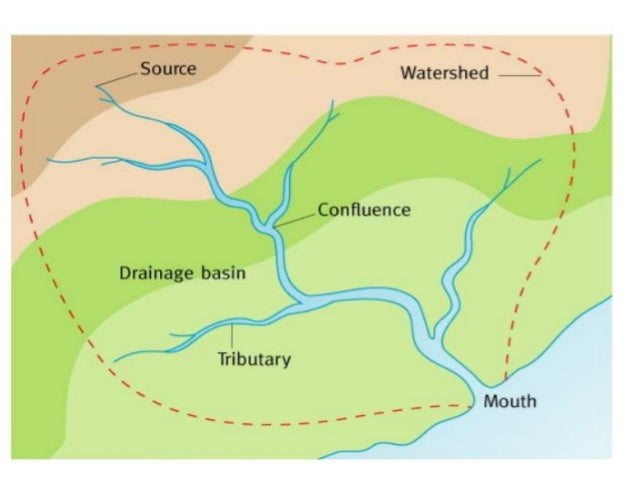 Source
Watershed
Confluence
Drainage basin
Tributary
Mouth